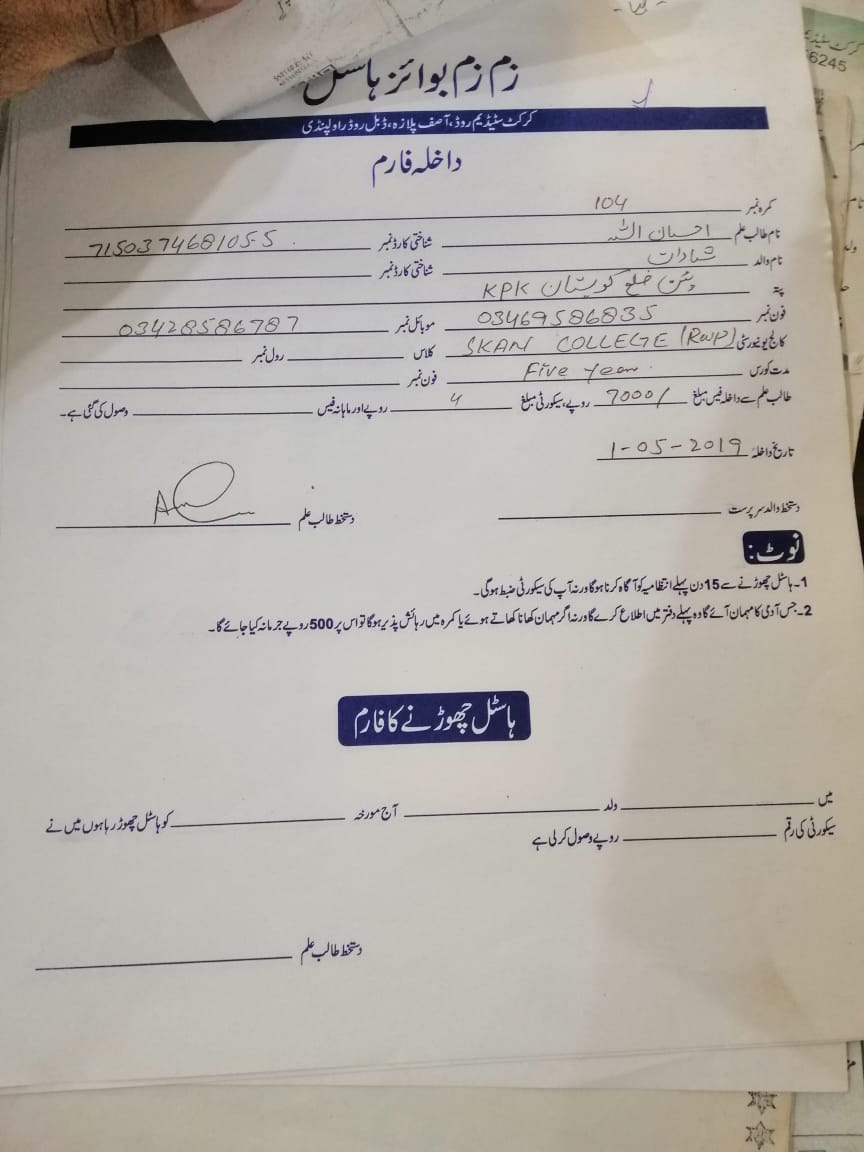 زم زم بوائز ہاسٹل
کرکٹ سٹیڈیم روڈ، آصف پلازہ، ڈبل روڈ راولپنڈی
داخلہ فارم
کمرہ نمبر 104
نام طالب علم احسان اللہ شناختی کارڈ نمبر 7150374681055
نام والد شناختی کارڈ نمبر
پتہ پٹن ضلع کوہستان KPK
فون نمبر 03469586835 موبائل نمبر 03428586787
کالج یونیورسٹی SKANS COLLEGE (RWP) کلاس رول نمبر
مدت کورس Five year. فون نمبر
طالب علم سے داخلہ فیس مبلغ 7000/ روپے، سیکورٹی مبلغ 4 روپے اور ماہانہ فیس وصول کی گئی ہے۔
تاریخ داخلہ 1-05-2019
دستخط والد سرپرست دستخط طالب علم
نوٹ:
1۔ ہاسٹل چھوڑنے سے 15 دن پہلے انتظامیہ کو آگاہ کرنا ہوگا ورنہ آپ کی سیکورٹی ضبط ہوگی۔
2۔ جس آدمی کا مہمان آئے گا وہ پہلے دفتر میں اطلاع کرے گا ورنہ اگر مہمان کھانا کھاتے ہوئے یا کمرہ میں رہائش پذیر ہوگا تو اس پر 500 روپے جرمانہ کیا جائے گا۔
ہاسٹل چھوڑنے کا فارم
میں ولد آج مورخہ کو ہاسٹل چھوڑ رہا ہوں میں نے
سیکورٹی کی رقم روپے وصول کر لی ہے
دستخط طالب علم
کرکٹ سٹیڈیم
6245